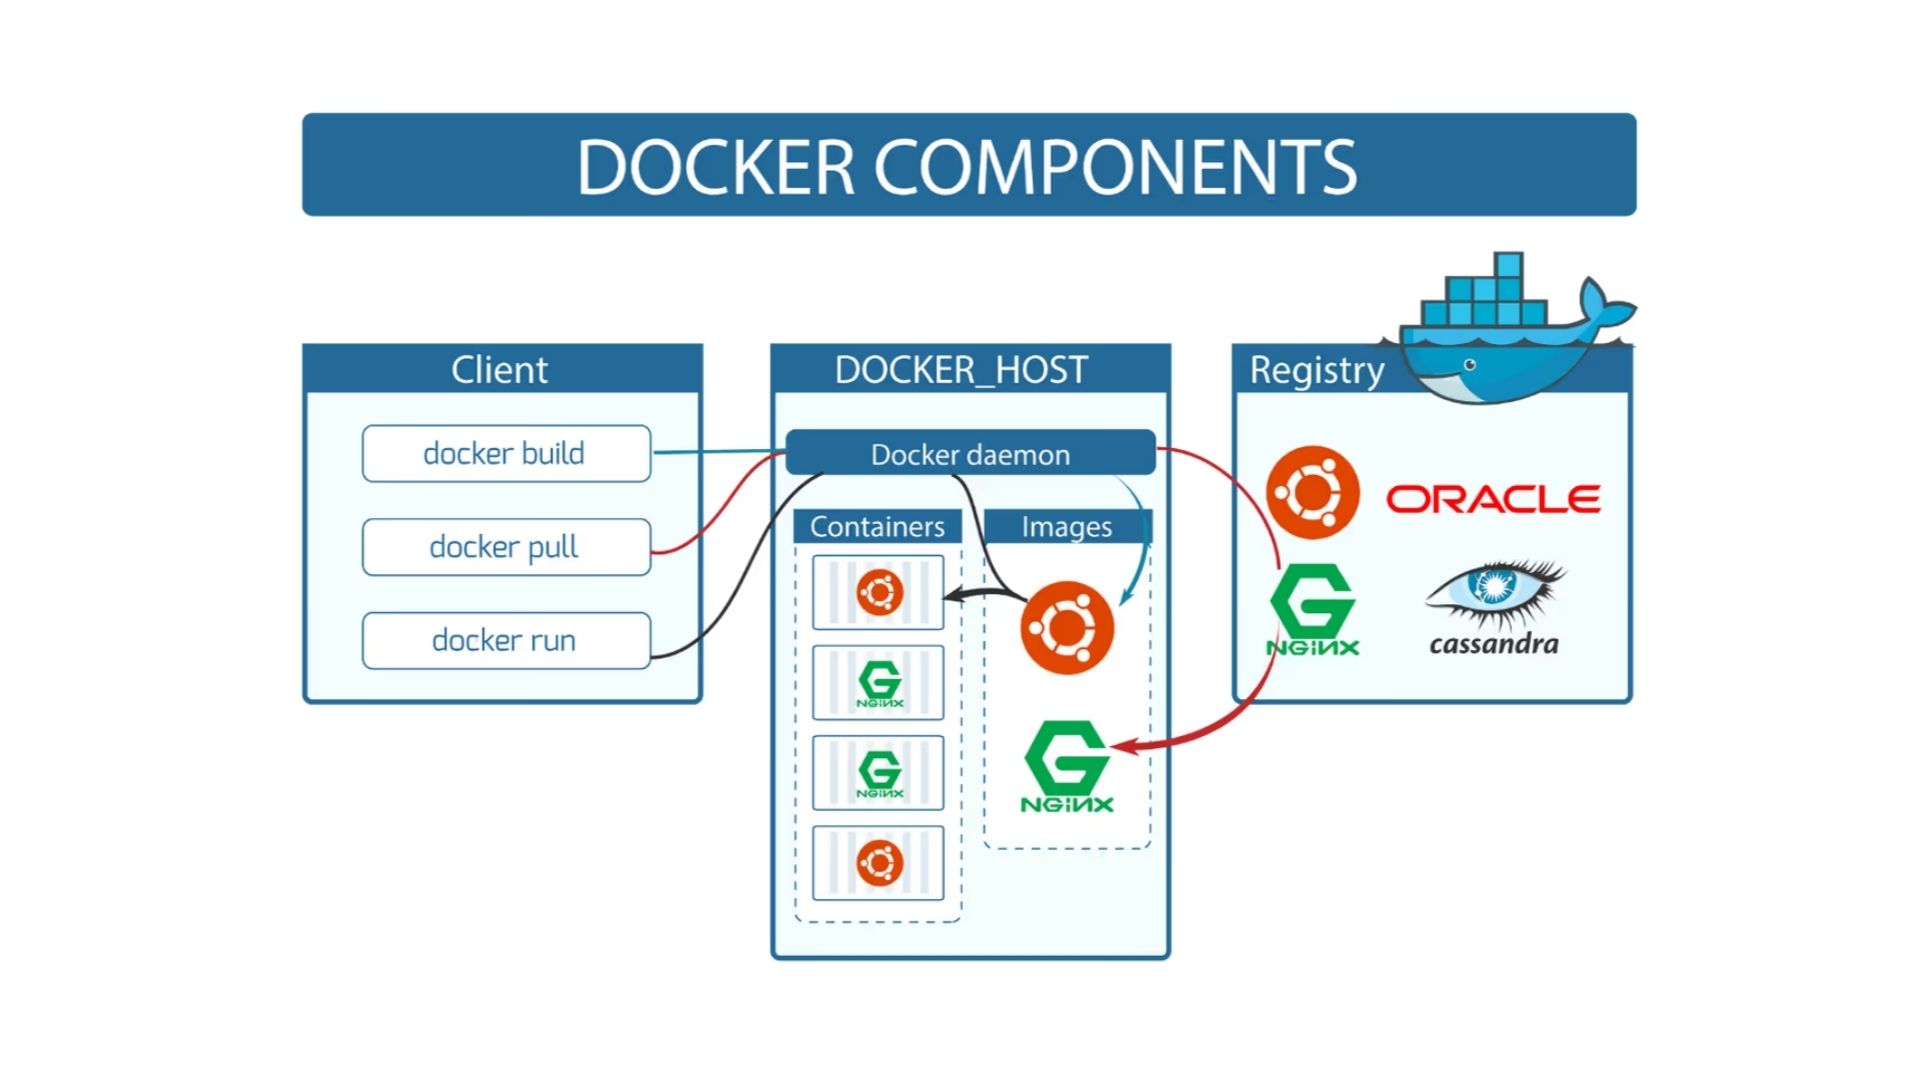 DOCKER COMPONENTS
Client
docker build
docker pull
docker run
DOCKER_HOST
Docker daemon
Containers
NGiNX
NGiNX
Images
NGiNX
Registry
ORACLE
NGiNX
cassandra